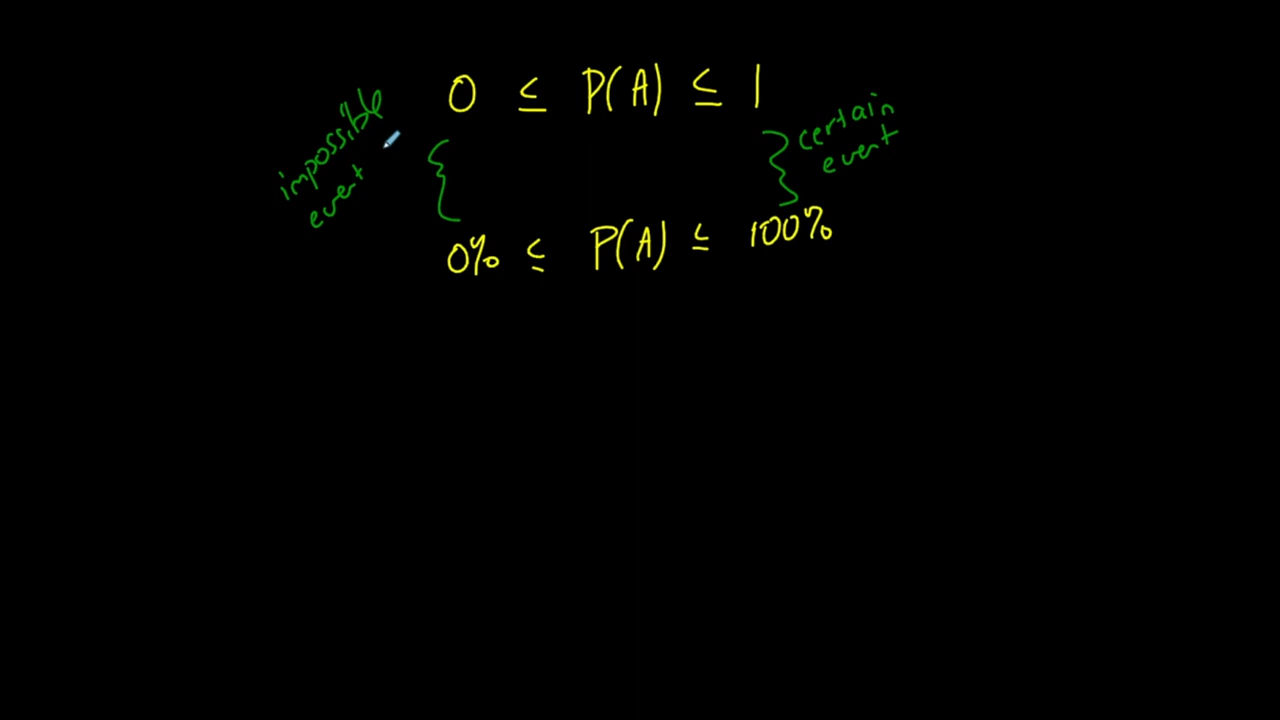 0 ≤ P(A) ≤ 1
impossible
event
certain
event
0% ≤ P(A) ≤ 100%